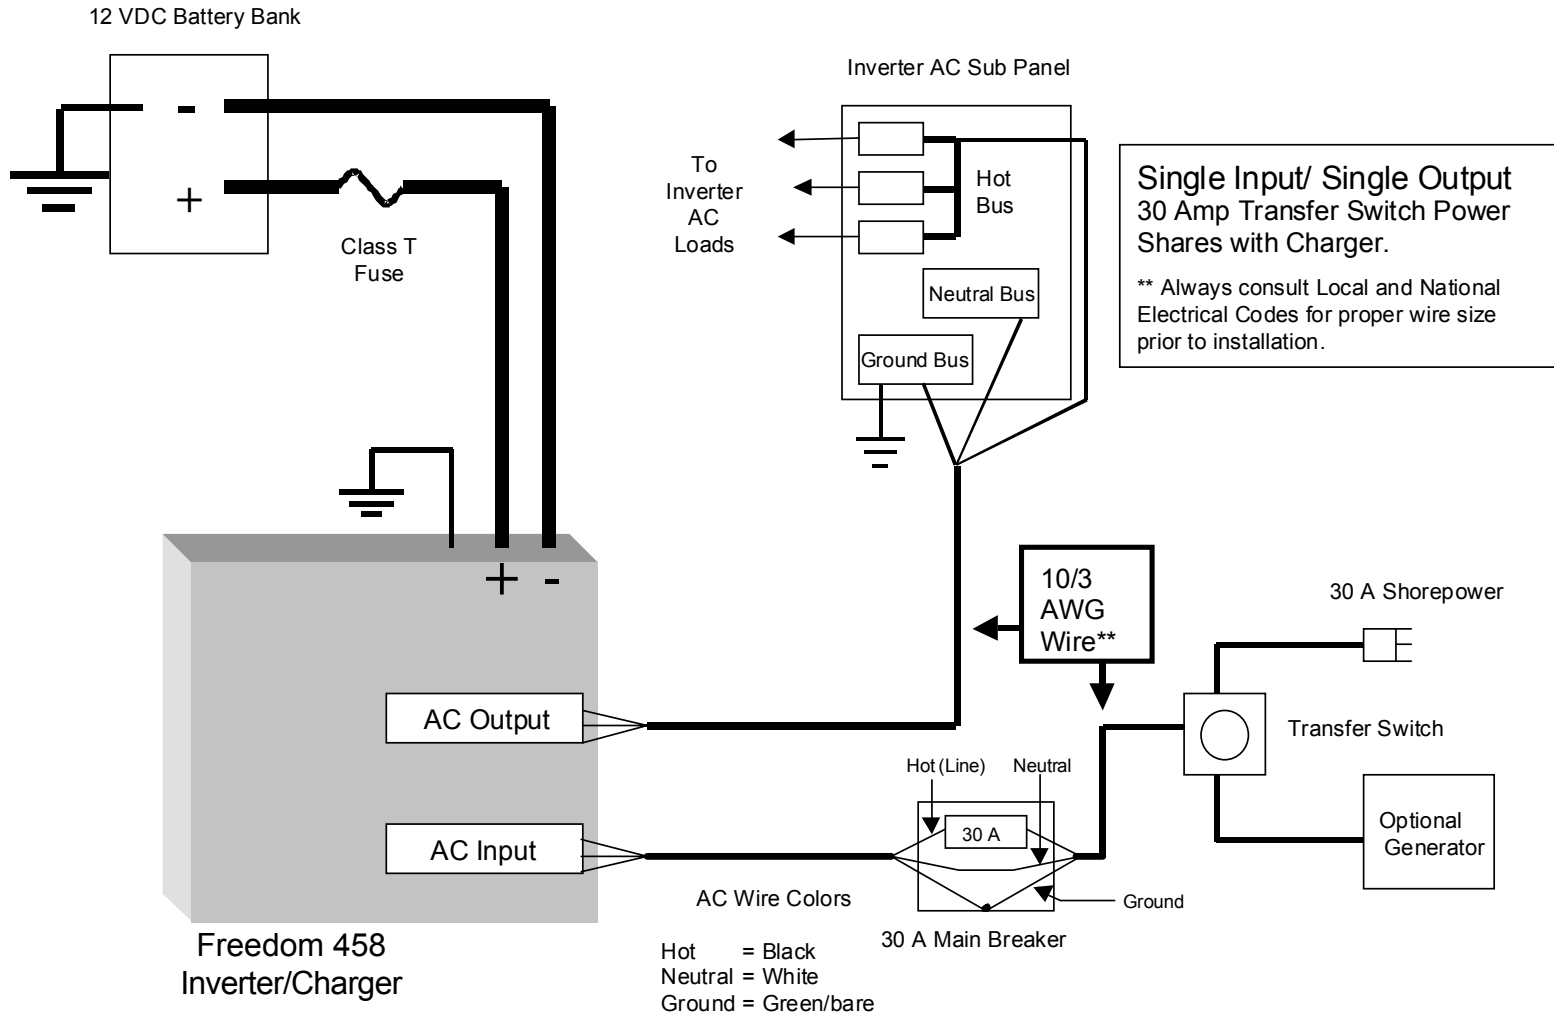 12 VDC Battery Bank
-
+
Class T
Fuse
Inverter AC Sub Panel
To
Inverter
AC
Loads
Hot
Bus
Neutral Bus
Ground Bus
Single Input/ Single Output
30 Amp Transfer Switch Power
Shares with Charger.
** Always consult Local and National
Electrical Codes for proper wire size
prior to installation.
+ -
10/3
AWG
Wire**
30 A Shorepower
AC Output
Transfer Switch
Hot (Line)
Neutral
30 A
Optional
Generator
AC Input
Ground
30 A Main Breaker
AC Wire Colors
Hot = Black
Neutral = White
Ground = Green/bare
Freedom 458
Inverter/Charger